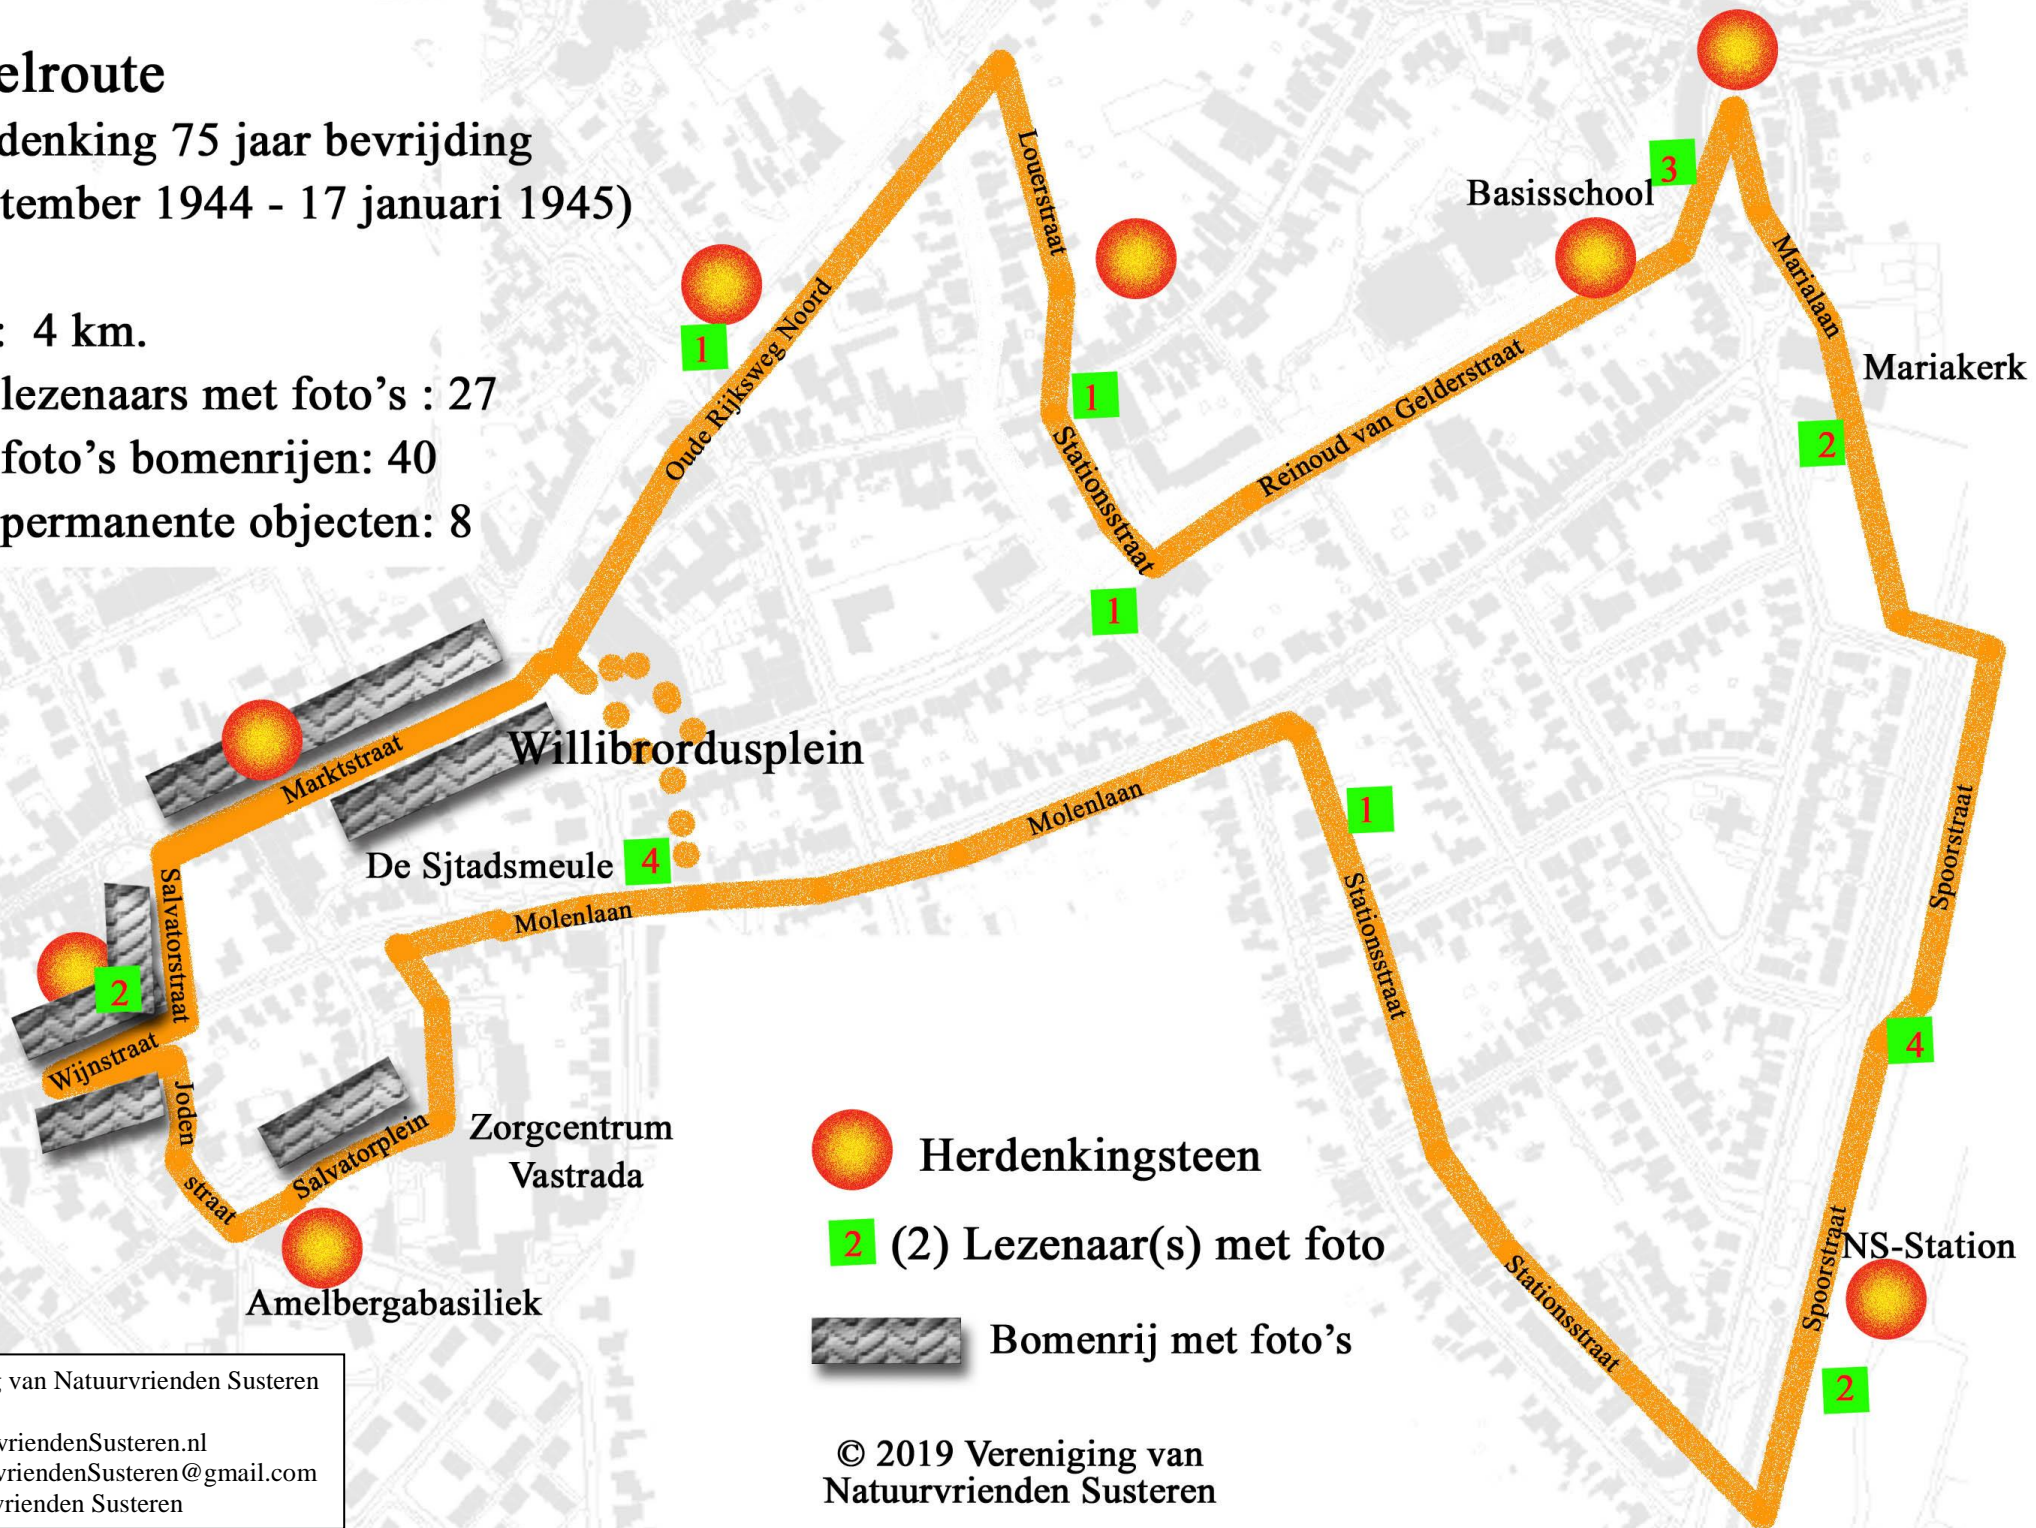 elroute
denking 75 jaar bevrijding
tember 1944 - 17 januari 1945)
: 4 km.
lezenaars met foto’s : 27
foto’s bomenrijen: 40
permanente objecten: 8
Louerstraat
Basisschool
3
Marialaan
Mariakerk
1
Oude Rijksweg Noord
1
Stationsstraat
Reinoud van Gelderstraat
2
1
Willibrordusplein
Marktstraat
De Sjtadsmeule
4
Molenlaan
Molenlaan
1
Stationsstraat
Spoorstraat
Salvatorstraat
2
Wijnstraat
Joden
straat
Salvatorplein
Zorgcentrum
Vastrada
Amelbergabasiliek
4
Spoorstraat
NS-Station
2
Stationsstraat
Herdenkingsteen
2 (2) Lezenaar(s) met foto
Bomenrij met foto’s
© 2019 Vereniging van
Natuurvrienden Susteren
g van Natuurvrienden Susteren
vriendenSusteren.nl
vriendenSusteren@gmail.com
vrienden Susteren